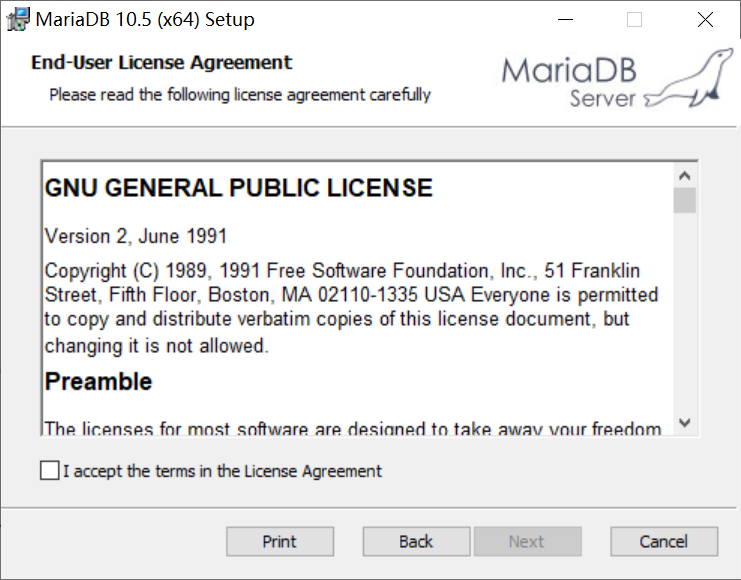 MariaDB 10.5 (x64) Setup
End-User License Agreement
Please read the following license agreement carefully
MariaDB
Server
GNU GENERAL PUBLIC LICENSE
Version 2, June 1991
Copyright (C) 1989, 1991 Free Software Foundation, Inc., 51 Franklin
Street, Fifth Floor, Boston, MA 02110-1335 USA Everyone is permitted
to copy and distribute verbatim copies of this license document, but
changing it is not allowed.
Preamble
The licenses for most software are designed to take away your freedom
I accept the terms in the License Agreement
Print
Back
Next
Cancel